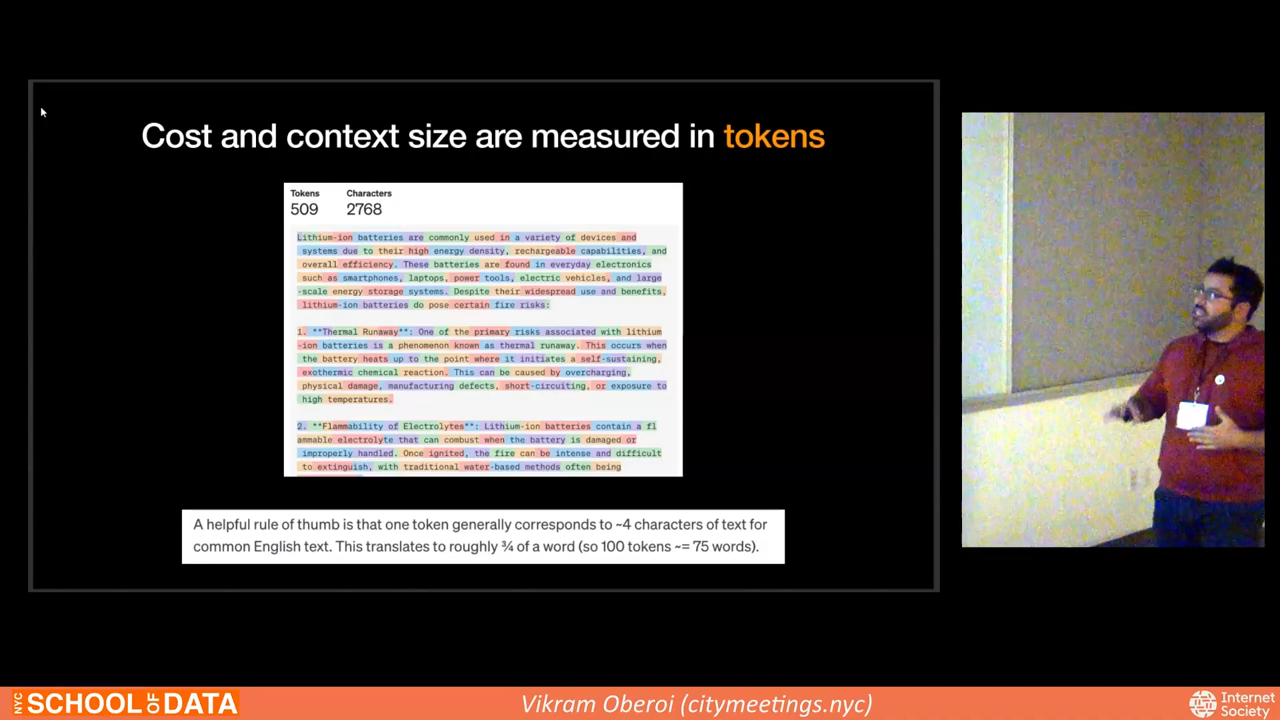 Cost and context size are measured in tokens
Tokens Characters
509 2768
Lithium-ion batteries are commonly used in a variety of devices and
systems due to their high energy density, rechargeable capabilities, and
overall efficiency. These batteries are found in everyday electronics
such as smartphones, laptops, power tools, electric vehicles, and large
-scale energy storage systems. Despite their widespread use and benefits,
lithium-ion batteries do pose certain fire risks:
1. **Thermal Runaway**: One of the primary risks associated with lithium
-ion batteries is a phenomenon known as thermal runaway. This occurs when
the battery heats up to the point where it initiates a self-sustaining,
exothermic chemical reaction. This can be caused by overcharging,
physical damage, manufacturing defects, short-circuiting, or exposure to
high temperatures.
2. **Flammability of Electrolytes**: Lithium-ion batteries contain a fl
ammable electrolyte that can combust when the battery is damaged or
improperly handled. Once ignited, the fire can be intense and difficult
to extinguish, with traditional water-based methods often being
A helpful rule of thumb is that one token generally corresponds to ~4 characters of text for
common English text. This translates to roughly ¾ of a word (so 100 tokens ~= 75 words).
NYC SCHOOL OF DATA
Vikram Oberoi (citymeetings.nyc)
Internet
Society